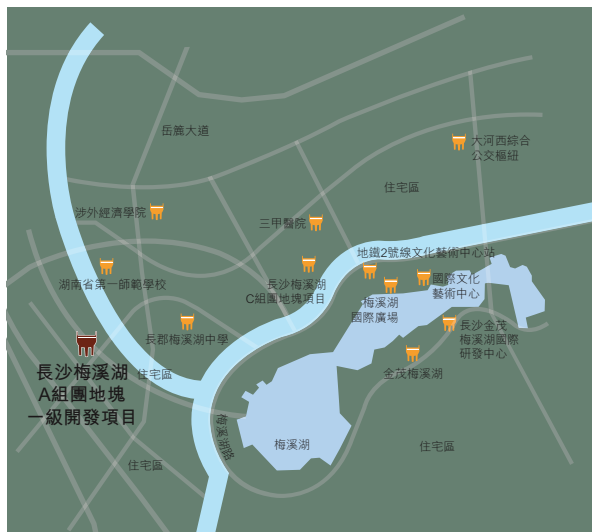 岳麓大道
大河西綜合
公交樞紐
住宅區
涉外經濟學院
三甲醫院
地鐵2號線文化藝術中心站
湖南省第一師範學校
長沙梅溪湖
C組團地塊項目
國際文化
藝術中心
梅溪湖
國際廣場
長郡梅溪湖中學
長沙金茂
梅溪湖國際
研發中心
長沙梅溪湖
A組團地塊
一級開發項目
住宅區
金茂梅溪湖
梅溪湖路
梅溪湖
住宅區
住宅區